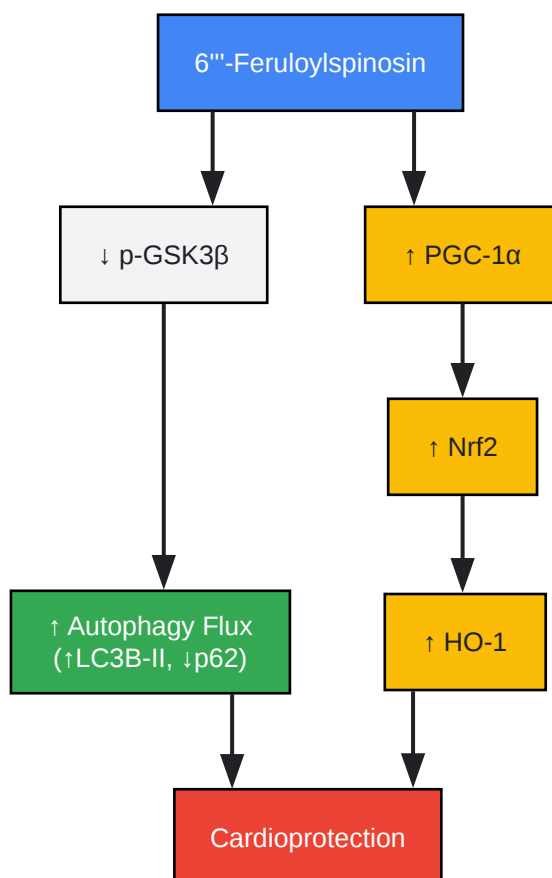 6'''-Feruloylspinosin
↓ p-GSK3β
↑ PGC-1α
↑ Nrf2
↑ Autophagy Flux
(↑LC3B-II, ↓p62)
↑ HO-1
Cardioprotection